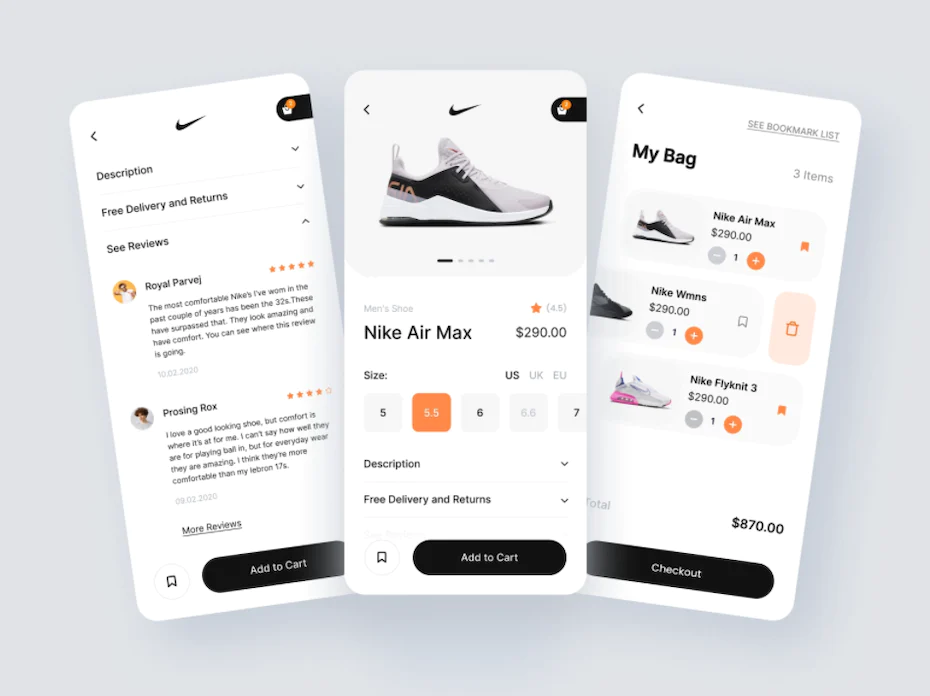 Description
Free Delivery and Returns
See Reviews
Royal Parvej
The most comfortable Nike's I've wom in the
past couple of years has been the 32s.These
have surpassed that. They look amazing and
have comfort. You can see where this review
is going.
10.02.2020
Prosing Rox
I love a good looking shoe, but comfort is
where it's at for me. I can't say how well they
are for playing ball in, but for everyday wear
they are amazing. I think they're more
comfortable than my lebron 17s.
09.02.2020
More Reviews
Add to Cart
Men's Shoe
(4.5)
Nike Air Max
$290.00
Size:
US UK EU
5 5.5 6 6.6 7
Description
Free Delivery and Returns
See Reviews
Add to Cart
SEE BOOKMARK LIST
My Bag
3 Items
Nike Air Max
$290.00
1
Nike Wmns
$290.00
1
Nike Flyknit 3
$290.00
1
Total
$870.00
Checkout